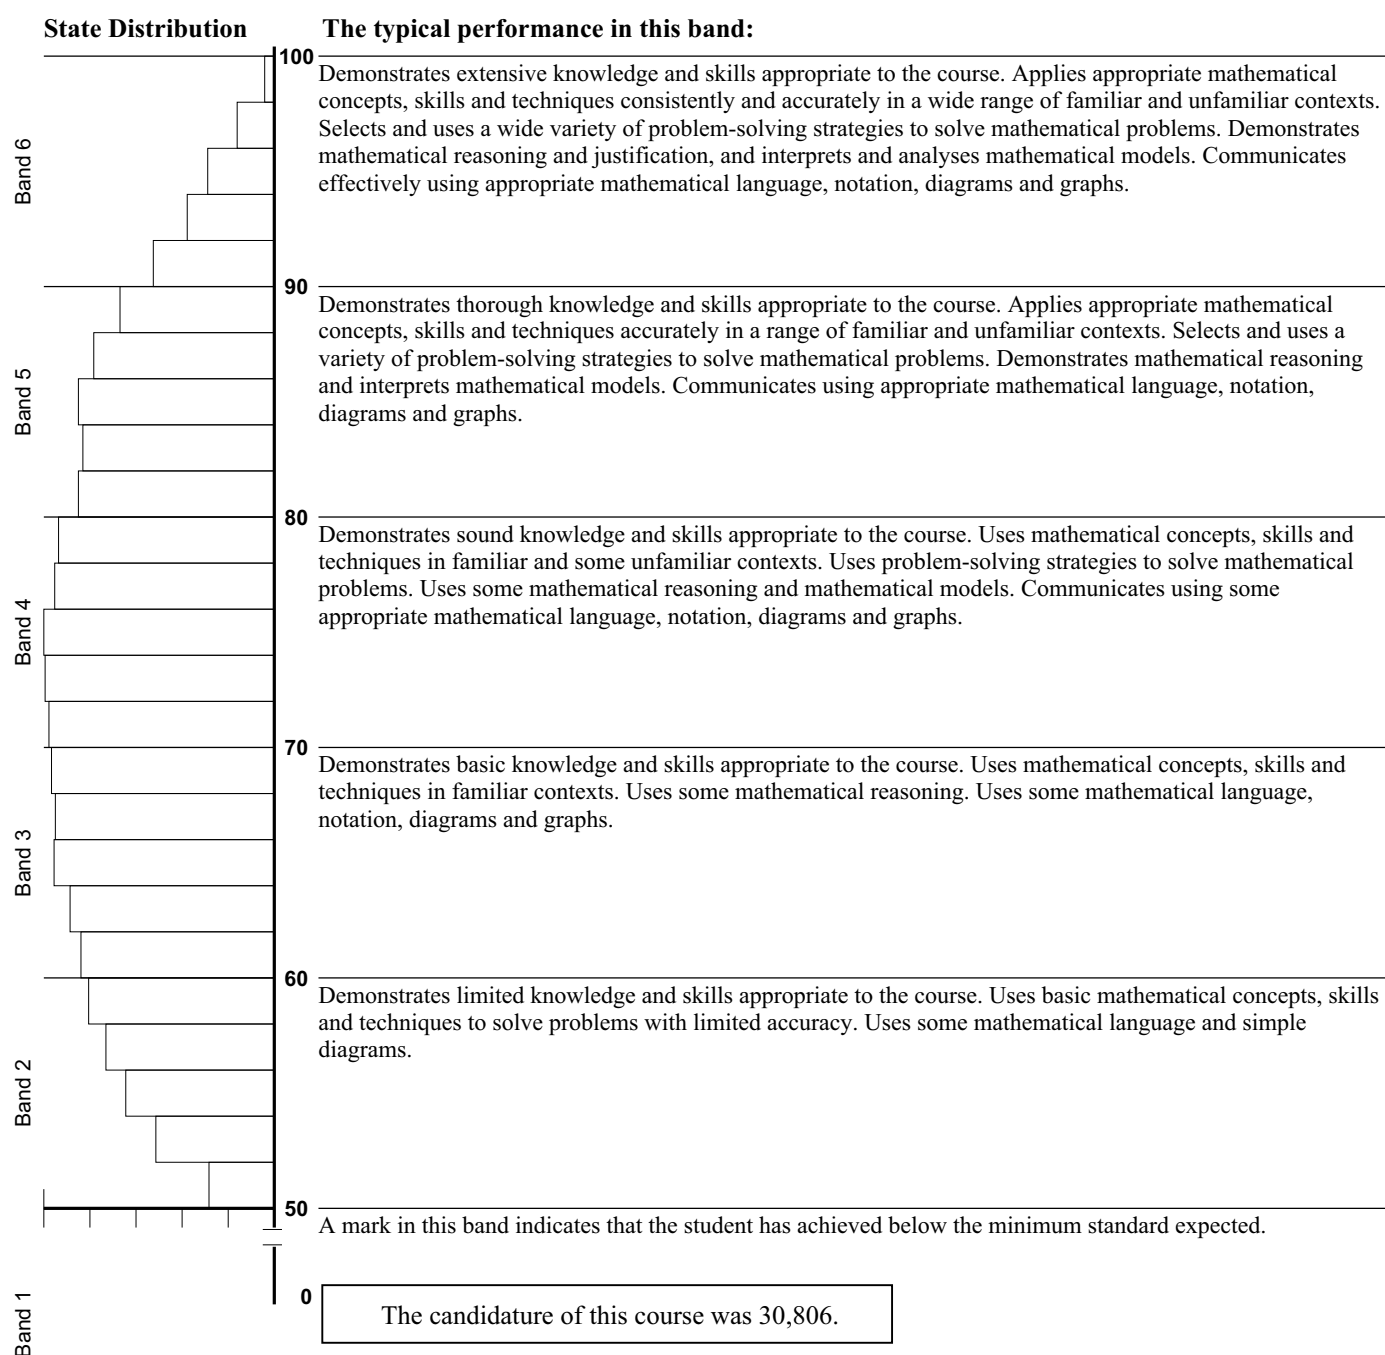 State Distribution
The typical performance in this band:
100
Band 6
Demonstrates extensive knowledge and skills appropriate to the course. Applies appropriate mathematical
concepts, skills and techniques consistently and accurately in a wide range of familiar and unfamiliar contexts.
Selects and uses a wide variety of problem-solving strategies to solve mathematical problems. Demonstrates
mathematical reasoning and justification, and interprets and analyses mathematical models. Communicates
effectively using appropriate mathematical language, notation, diagrams and graphs.
90
Band 5
Demonstrates thorough knowledge and skills appropriate to the course. Applies appropriate mathematical
concepts, skills and techniques accurately in a range of familiar and unfamiliar contexts. Selects and uses a
variety of problem-solving strategies to solve mathematical problems. Demonstrates mathematical reasoning
and interprets mathematical models. Communicates using appropriate mathematical language, notation,
diagrams and graphs.
80
Band 4
Demonstrates sound knowledge and skills appropriate to the course. Uses mathematical concepts, skills and
techniques in familiar and some unfamiliar contexts. Uses problem-solving strategies to solve mathematical
problems. Uses some mathematical reasoning and mathematical models. Communicates using some
appropriate mathematical language, notation, diagrams and graphs.
70
Band 3
Demonstrates basic knowledge and skills appropriate to the course. Uses mathematical concepts, skills and
techniques in familiar contexts. Uses some mathematical reasoning. Uses some mathematical language,
notation, diagrams and graphs.
60
Band 2
Demonstrates limited knowledge and skills appropriate to the course. Uses basic mathematical concepts, skills
and techniques to solve problems with limited accuracy. Uses some mathematical language and simple
diagrams.
50
A mark in this band indicates that the student has achieved below the minimum standard expected.
Band 1
0
The candidature of this course was 30,806.